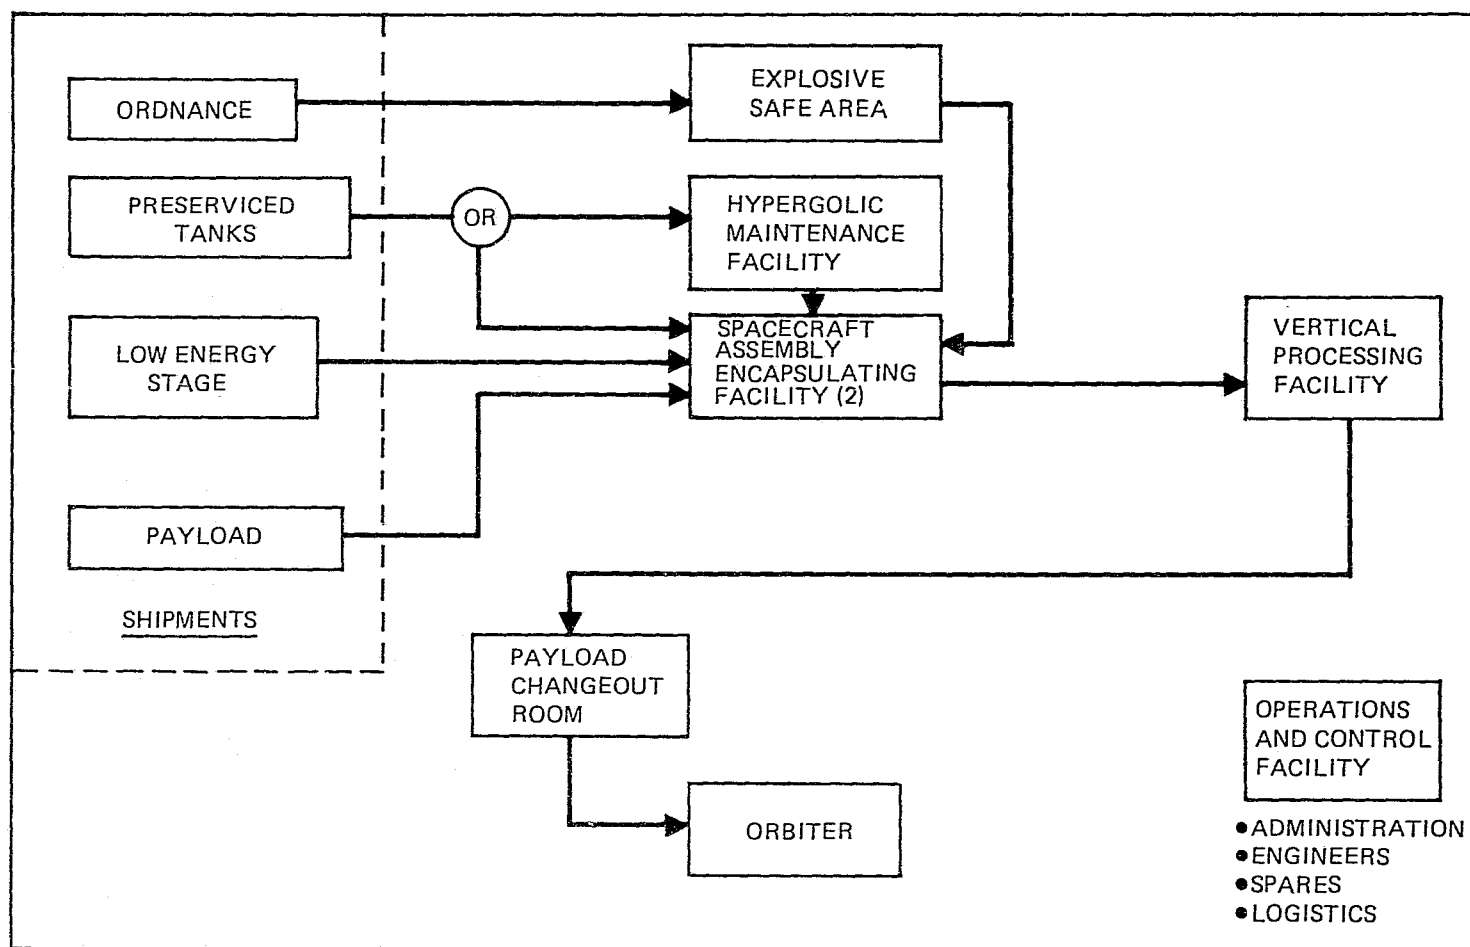 ORDNANCE
EXPLOSIVE
SAFE AREA
PRESERVICED
TANKS
OR
HYPERGOLIC
MAINTENANCE
FACILITY
LOW ENERGY
STAGE
SPACECRAFT
ASSEMBLY
ENCAPSULATING
FACILITY (2)
VERTICAL
PROCESSING
FACILITY
PAYLOAD
SHIPMENTS
PAYLOAD
CHANGEOUT
ROOM
ORBITER
OPERATIONS
AND CONTROL
FACILITY
●ADMINISTRATION
●ENGINEERS
●SPARES
●LOGISTICS